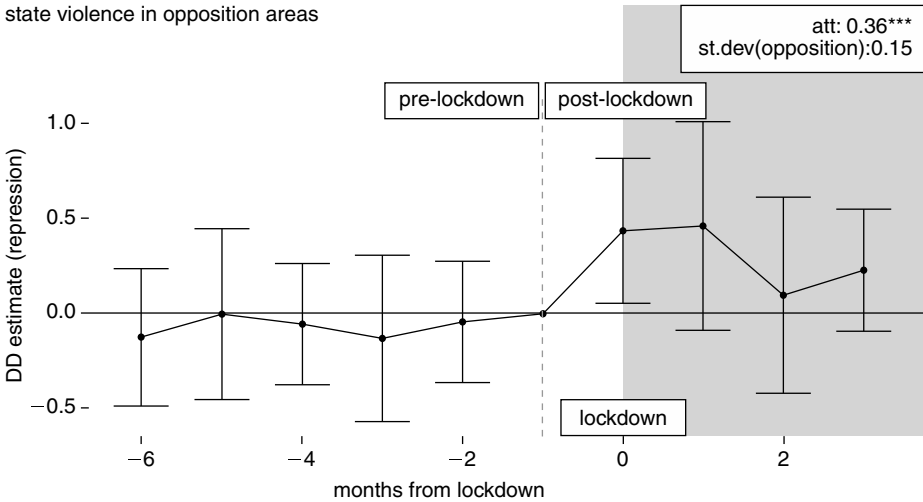 state violence in opposition areas
att: 0.36***
st.dev(opposition):0.15
pre-lockdown
post-lockdown
1.0
0.5
0.0
−0.5
DD estimate (repression)
lockdown
−6
−4
−2
0
2
months from lockdown